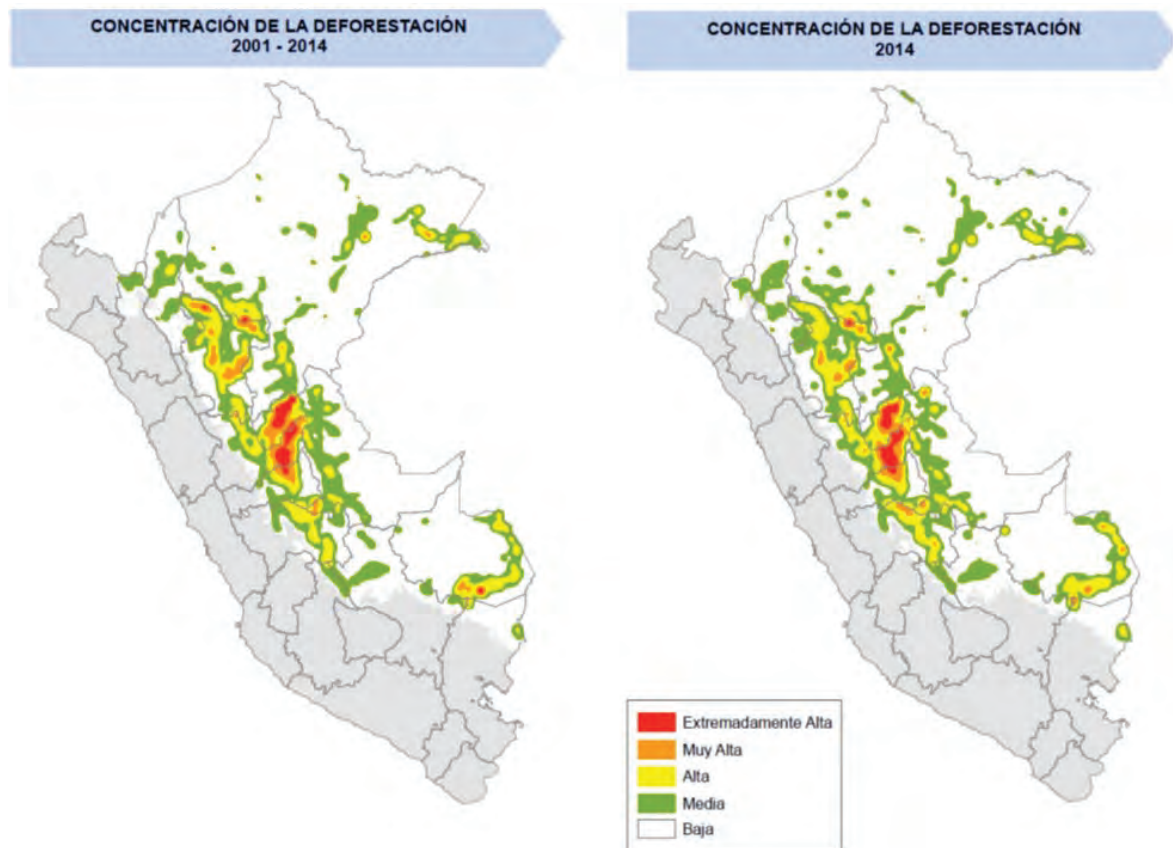 CONCENTRACIÓN DE LA DEFORESTACIÓN
2001 - 2014
CONCENTRACIÓN DE LA DEFORESTACIÓN
2014
Extremadamente Alta
Muy Alta
Alta
Media
Baja